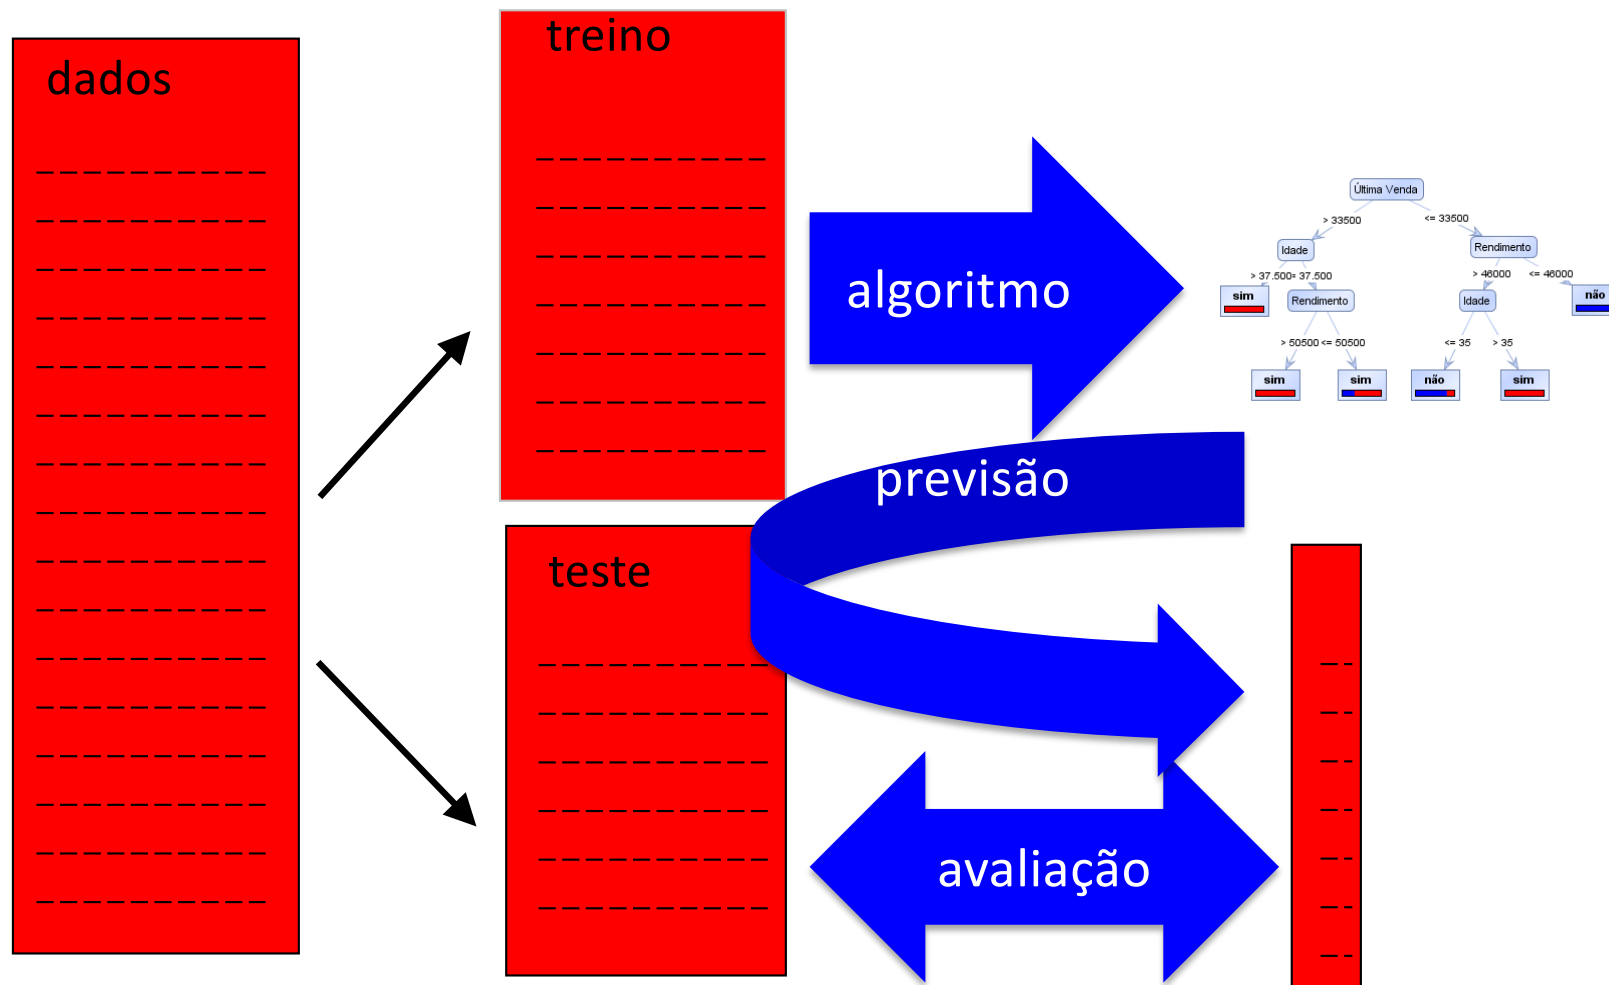 treino
dados
algoritmo
Última Venda
> 33500
<= 33500
Idade
Rendimento
> 37.500
= 37.500
> 46000
<= 46000
sim
Rendimento
Idade
não
> 50500
<= 50500
<= 35
> 35
sim
sim
não
sim
previsão
teste
avaliação